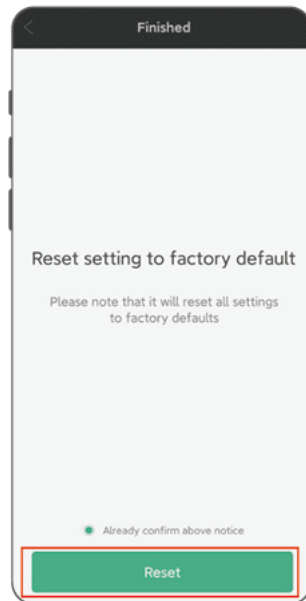 Finished
Reset setting to factory default
Please note that it will reset all settings
to factory defaults
Already confirm above notice
Reset